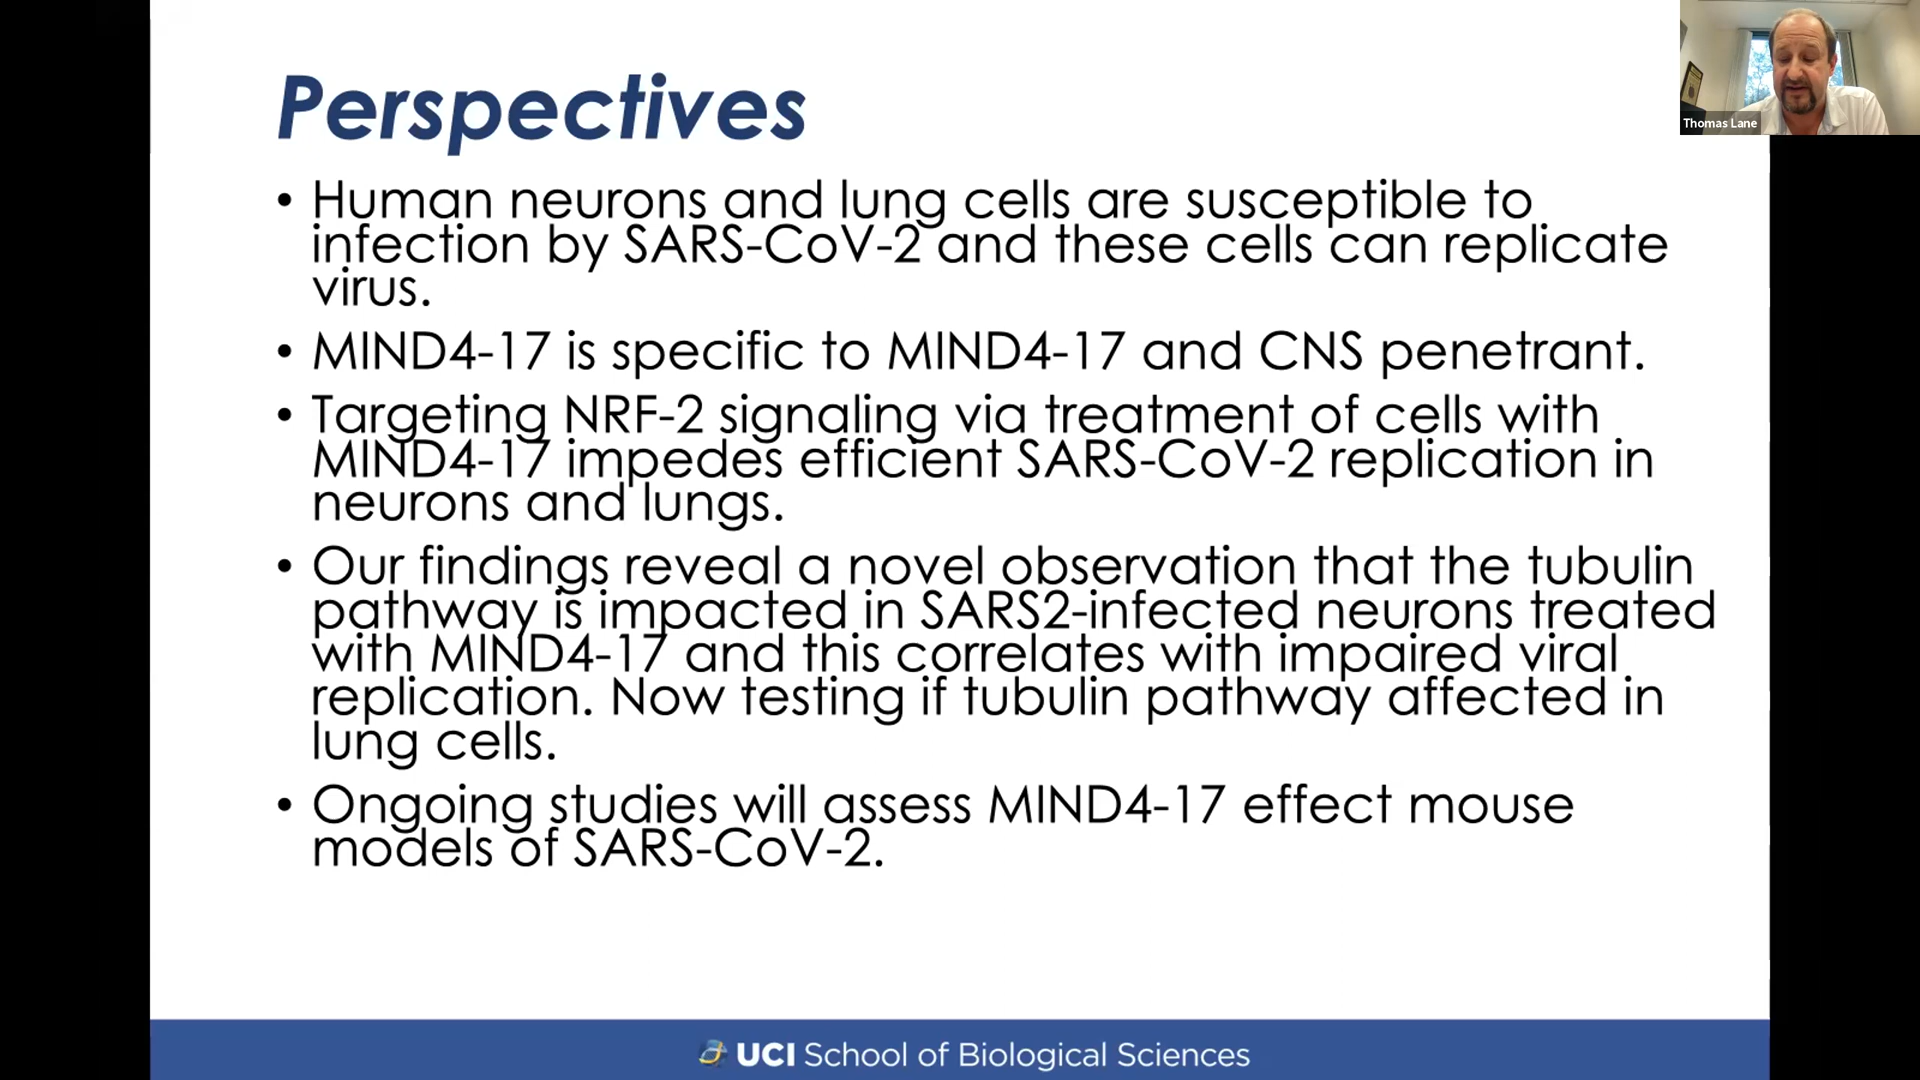 Perspectives
• Human neurons and lung cells are susceptible to
infection by SARS-CoV-2 and these cells can replicate
virus.
• MIND4-17 is specific to MIND4-17 and CNS penetrant.
• Targeting NRF-2 signaling via treatment of cells with
MIND4-17 impedes efficient SARS-CoV-2 replication in
neurons and lungs.
• Our findings reveal a novel observation that the tubulin
pathway is impacted in SARS2-infected neurons treated
with MIND4-17 and this correlates with impaired viral
replication. Now testing if tubulin pathway affected in
lung cells.
• Ongoing studies will assess MIND4-17 effect mouse
models of SARS-CoV-2.
UCI School of Biological Sciences
Thomas Lane